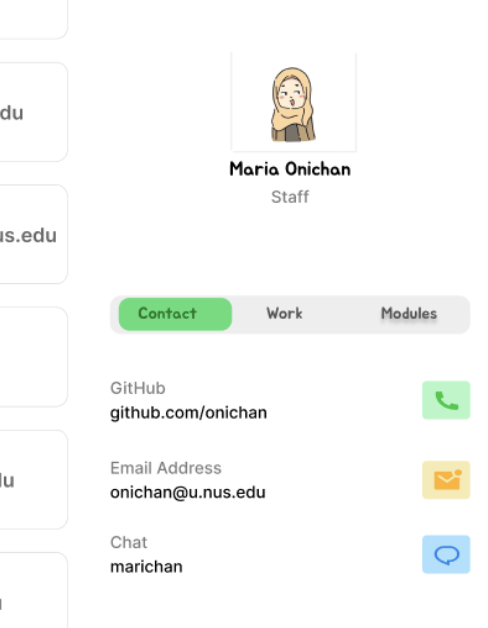 du
us.edu
du
Maria Onichan
Staff
Contact Work Modules
GitHub
github.com/onichan
Email Address
onichan@u.nus.edu
Chat
marichan